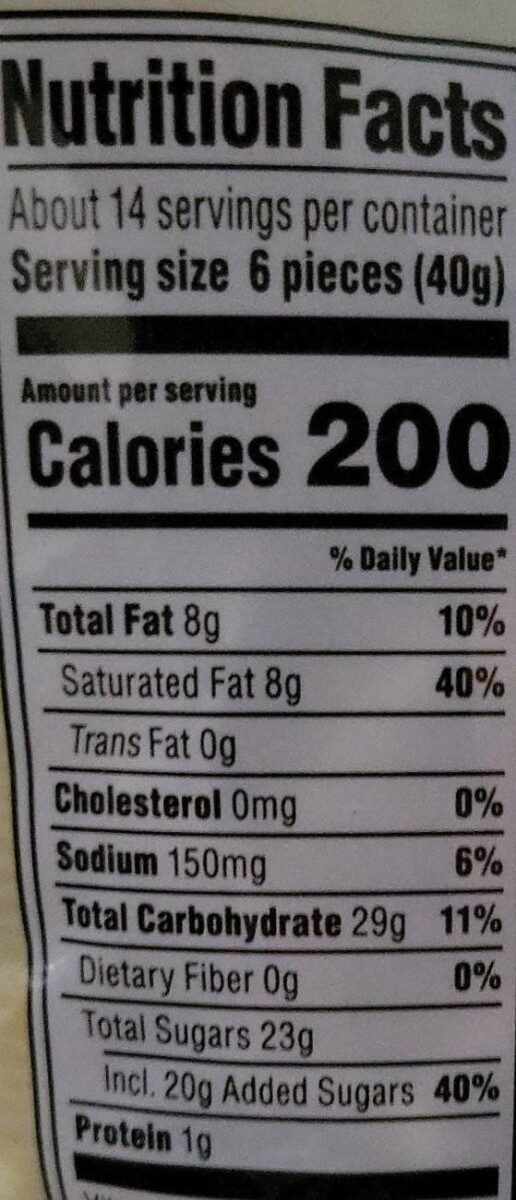 Nutrition Facts
About 14 servings per container
Serving size 6 pieces (40g)
Amount per serving
Calories 200
% Daily Value*
Total Fat 8g 10%
Saturated Fat 8g 40%
Trans Fat 0g
Cholesterol 0mg 0%
Sodium 150mg 6%
Total Carbohydrate 29g 11%
Dietary Fiber 0g 0%
Total Sugars 23g
Incl. 20g Added Sugars 40%
Protein 1g